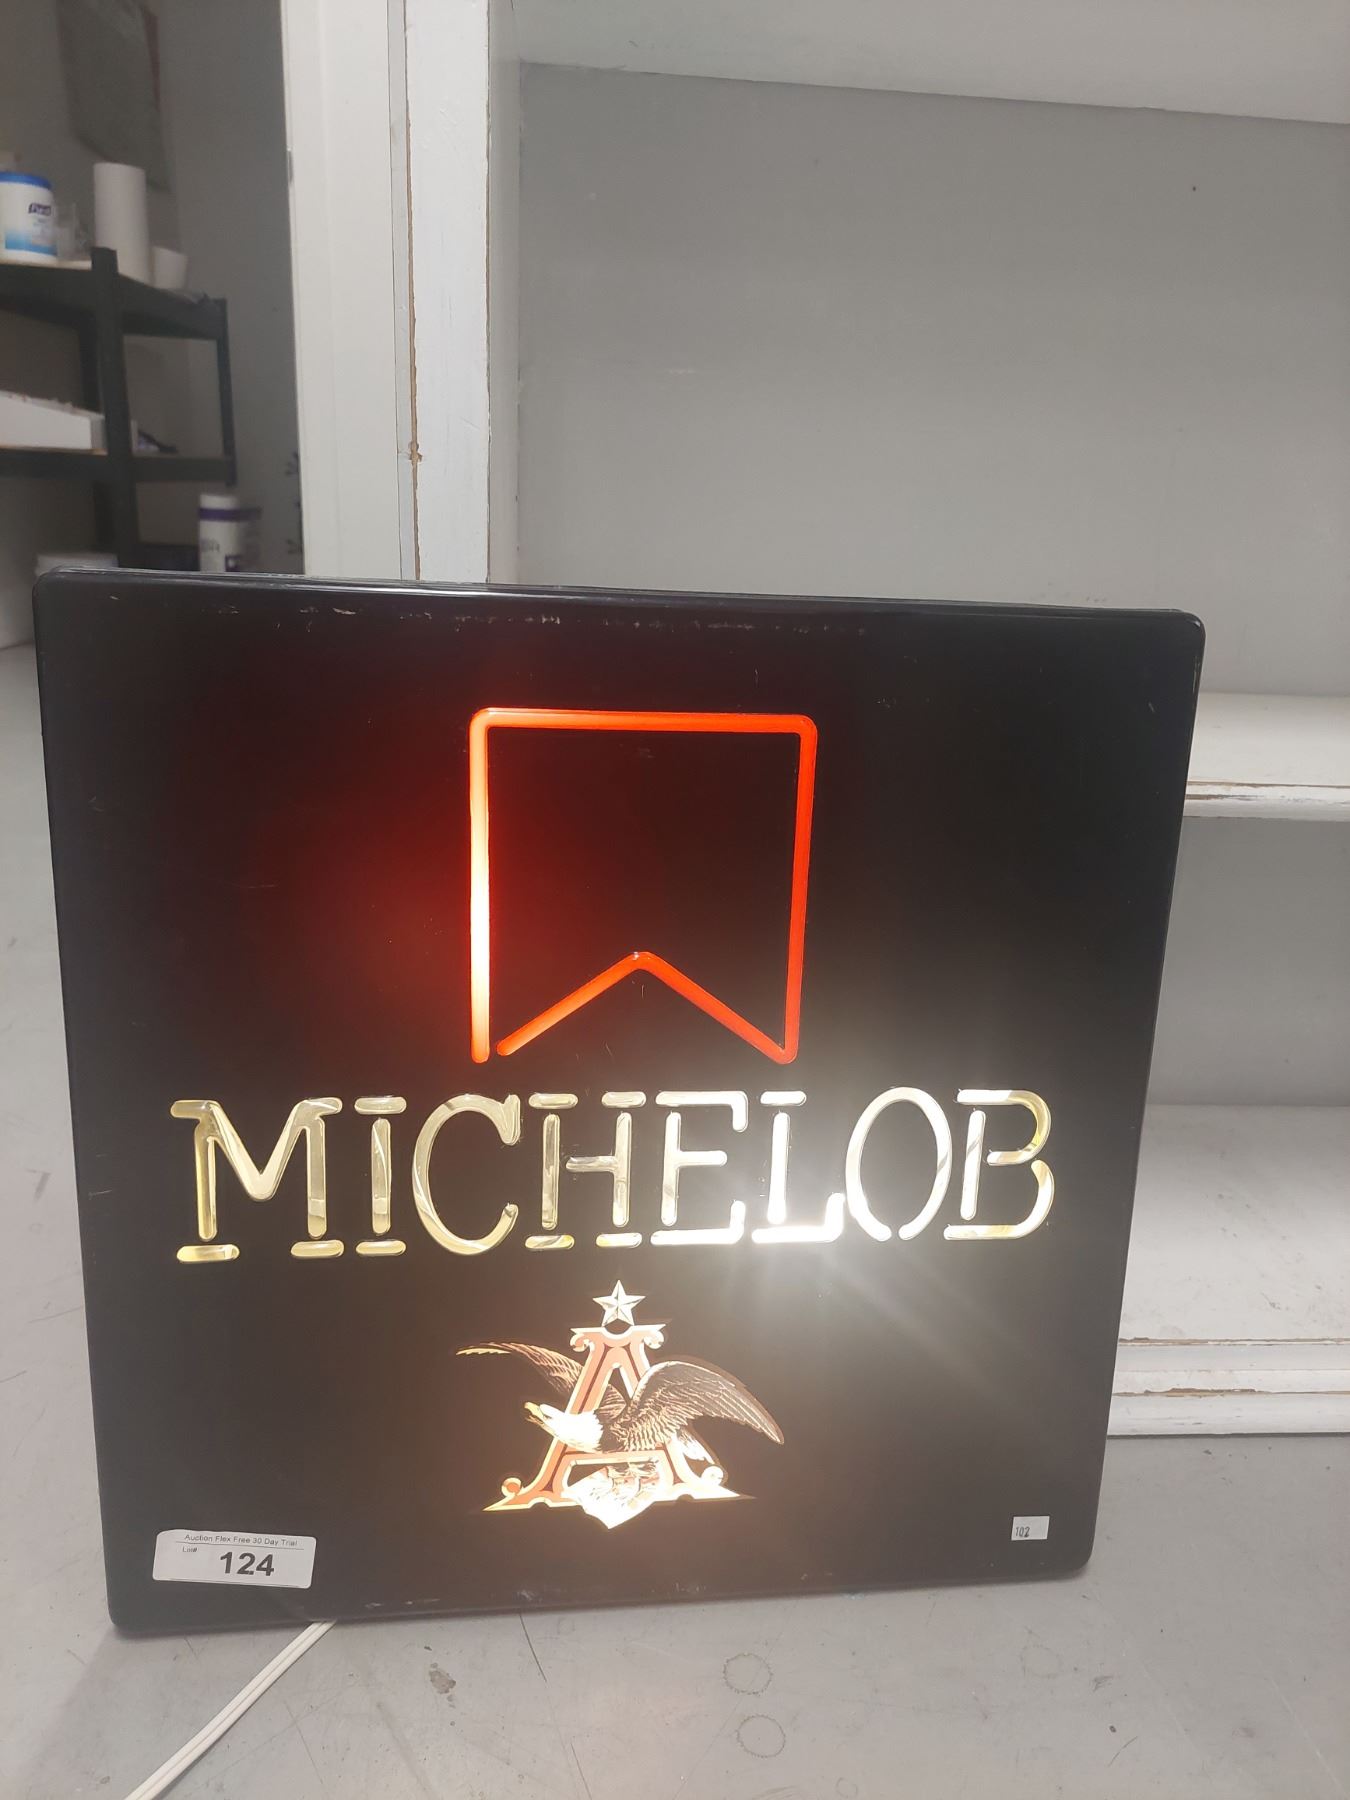 MICHELOB
A
Auction Flex Free 30 Day Trial
Lot# 124
102